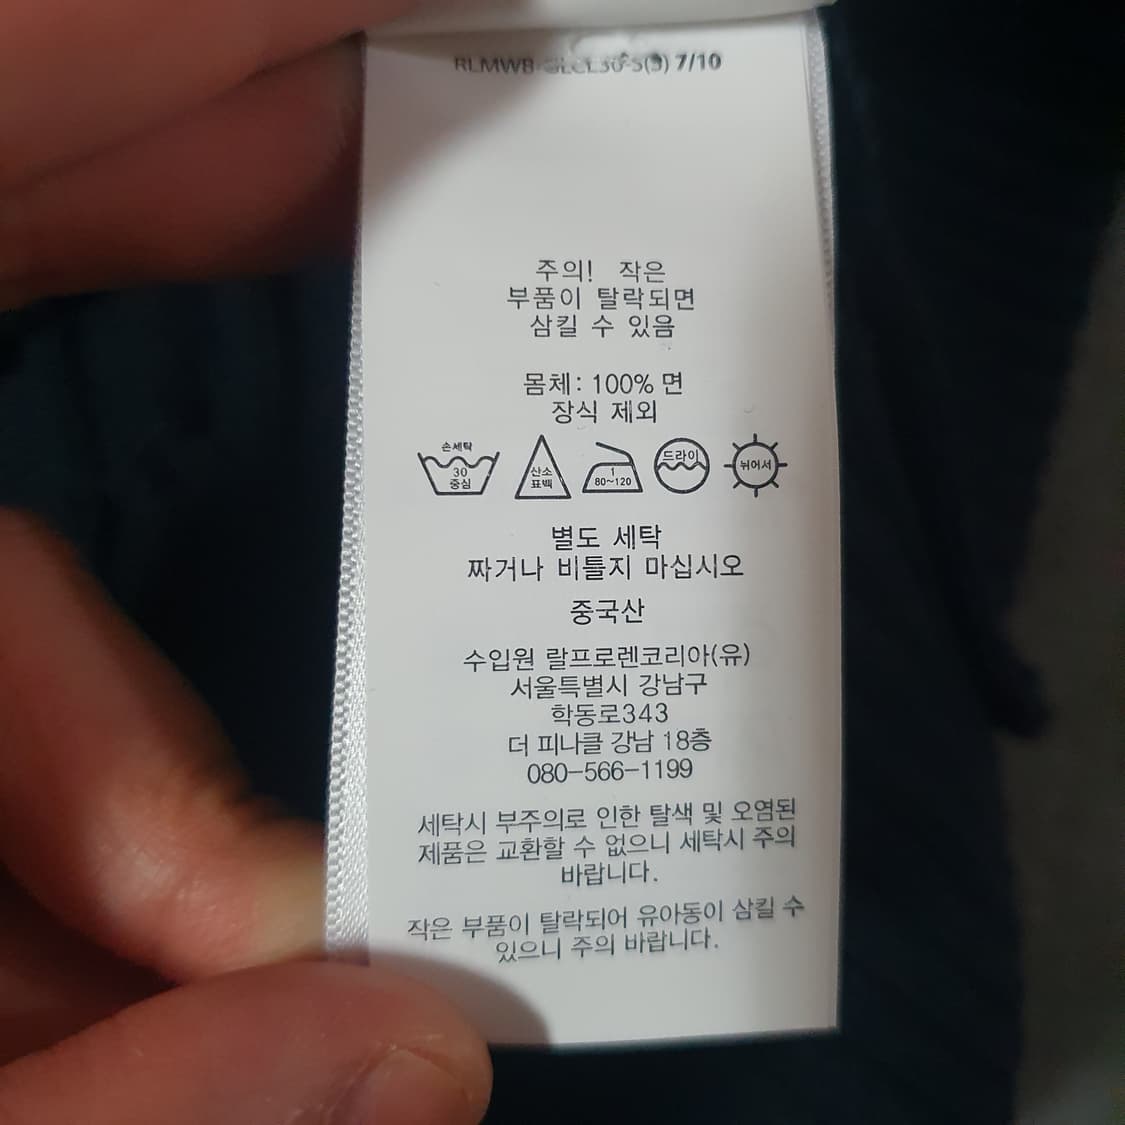 7/10
주의! 작은
부품이 탈락되면
삼킬 수 있음
몸체: 100% 면
장식 제외
손세탁
30
중심
산소
표백
1
80~120
드라이
뉘어서
별도 세탁
짜거나 비틀지 마십시오
중국산
수입원 랄프로렌코리아(유)
서울특별시 강남구
학동로343
더 피나클 강남 18층
080-566-1199
세탁시 부주의로 인한 탈색 및 오염된
제품은 교환할 수 없으니 세탁시 주의
바랍니다.
작은 부품이 탈락되어 유아동이 삼킬 수
있으니 주의 바랍니다.